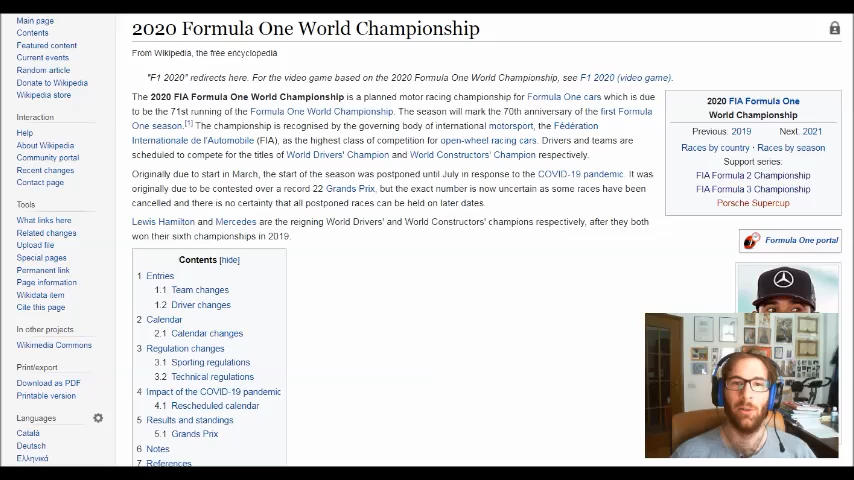 Main page
Contents
Featured content
Current events
Random article
Donate to Wikipedia
Wikipedia store
Interaction
Help
About Wikipedia
Community portal
Recent changes
Contact page
Tools
What links here
Related changes
Upload file
Special pages
Permanent link
Page information
Wikidata item
Cite this page
In other projects
Wikimedia Commons
Print/export
Download as PDF
Printable version
Languages
Català
Deutsch
Ελληνικά
2020 Formula One World Championship
From Wikipedia, the free encyclopedia
"F1 2020" redirects here. For the video game based on the 2020 Formula One World Championship, see F1 2020 (video game).
The 2020 FIA Formula One World Championship is a planned motor racing championship for Formula One cars which is due to
be the 71st running of the Formula One World Championship. The season will mark the 70th anniversary of the first Formula
One season.[1] The championship is recognised by the governing body of international motorsport, the Fédération
Internationale de l'Automobile (FIA), as the highest class of competition for open-wheel racing cars. Drivers and teams are
scheduled to compete for the titles of World Drivers' Champion and World Constructors' Champion respectively.
Originally due to start in March, the start of the season was postponed until July in response to the COVID-19 pandemic. It was
originally due to be contested over a record 22 Grands Prix, but the exact number is now uncertain as some races have been
cancelled and there is no certainty that all postponed races can be held on later dates.
Lewis Hamilton and Mercedes are the reigning World Drivers' and World Constructors' champions respectively, after they both
won their sixth championships in 2019.
Contents [hide]
1 Entries
1.1 Team changes
1.2 Driver changes
2 Calendar
2.1 Calendar changes
3 Regulation changes
3.1 Sporting regulations
3.2 Technical regulations
4 Impact of the COVID-19 pandemic
4.1 Rescheduled calendar
5 Results and standings
5.1 Grands Prix
6 Notes
7 References
2020 FIA Formula One
World Championship
Previous: 2019 Next: 2021
Races by country · Races by season
Support series:
FIA Formula 2 Championship
FIA Formula 3 Championship
Porsche Supercup
Formula One portal